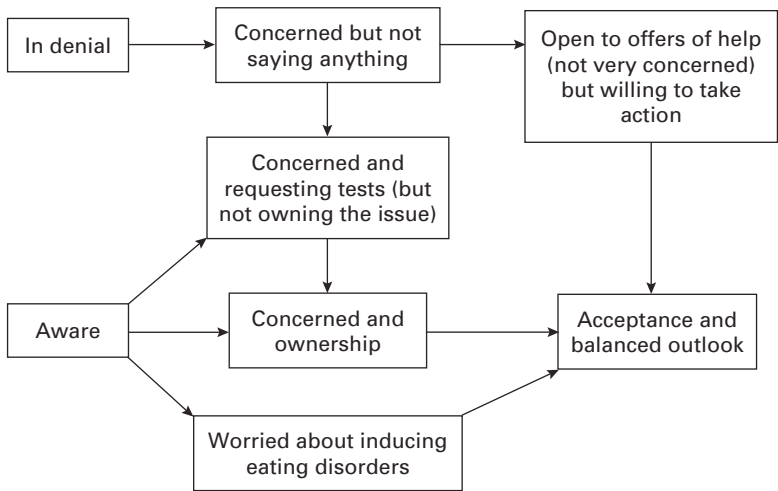 In denial
Concerned but not
saying anything
Open to offers of help
(not very concerned)
but willing to take
action
Concerned and
requesting tests (but
not owning the issue)
Aware
Concerned and
ownership
Acceptance and
balanced outlook
Worried about inducing
eating disorders